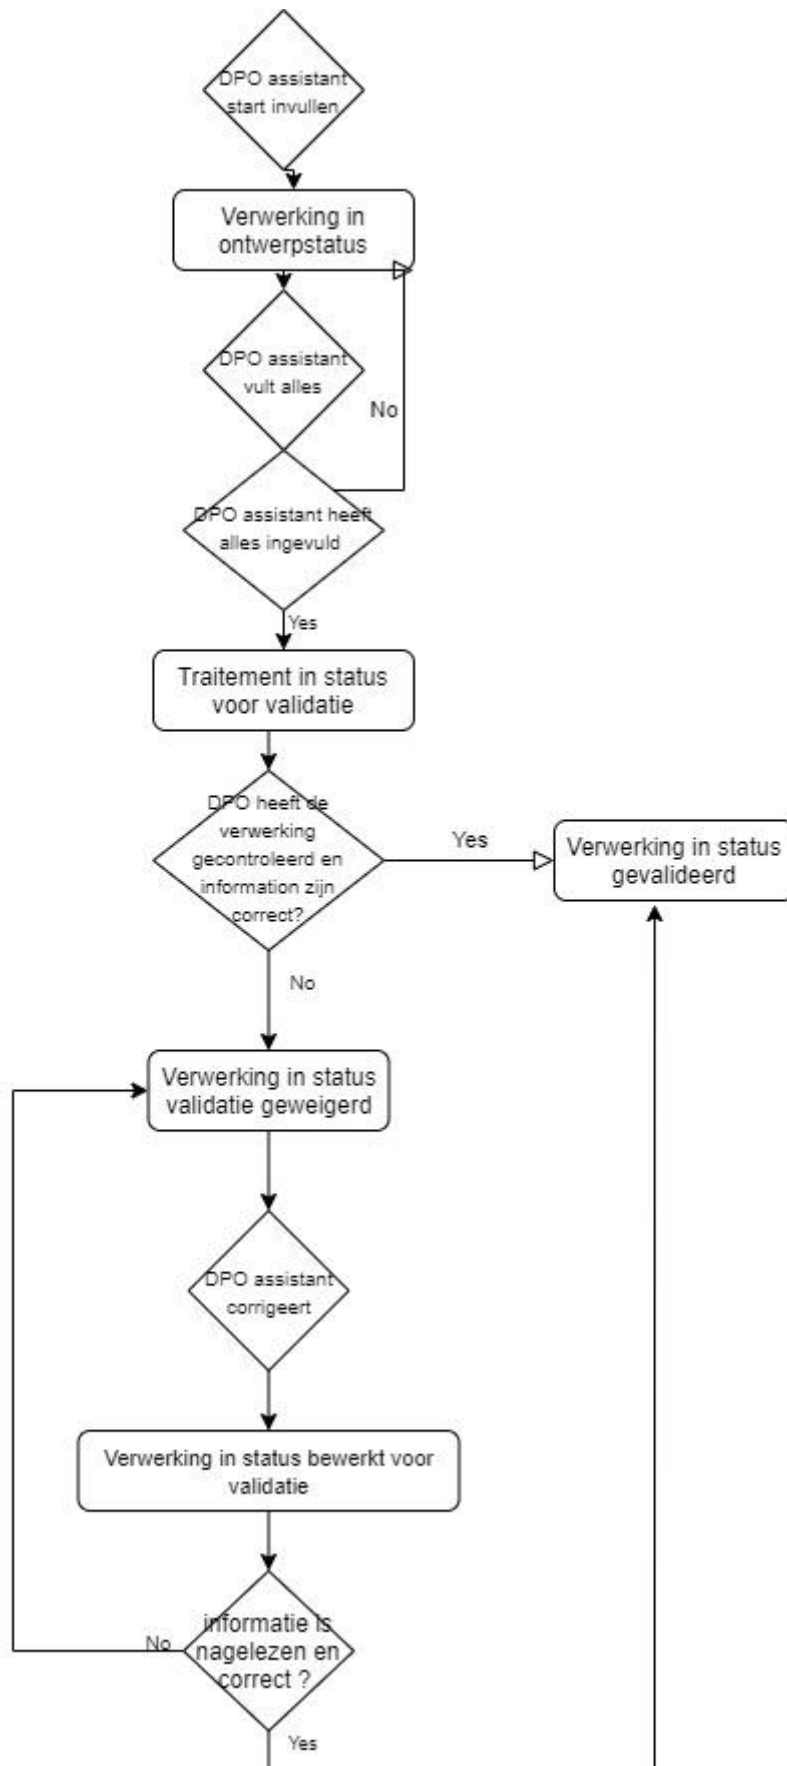 DPO assistant
start invullen
Verwerking in
ontwerpstatus
DPO assistant
vult alles
No
DPO assistant heeft
alles ingevuld
Yes
Traitement in status
voor validatie
DPO heeft de
verwerking
gecontroleerd en
information zijn
correct?
Yes
Verwerking in status
gevalideerd
No
Verwerking in status
validatie geweigerd
DPO assistant
corrigeert
Verwerking in status bewerkt voor
validatie
informatie is
nagelezen en
correct ?
No
Yes